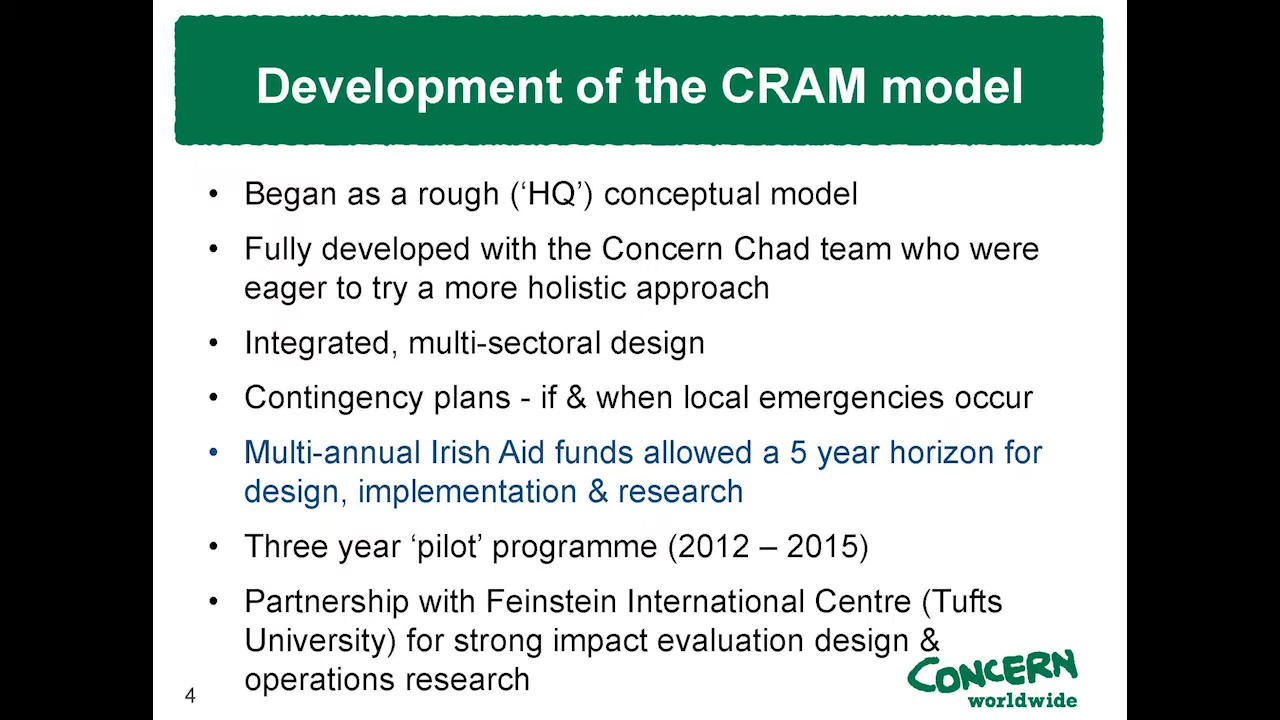 Development of the CRAM model
• Began as a rough (‘HQ’) conceptual model
• Fully developed with the Concern Chad team who were
eager to try a more holistic approach
• Integrated, multi-sectoral design
• Contingency plans - if & when local emergencies occur
• Multi-annual Irish Aid funds allowed a 5 year horizon for
design, implementation & research
• Three year ‘pilot’ programme (2012 – 2015)
• Partnership with Feinstein International Centre (Tufts
University) for strong impact evaluation design &
operations research
4
CONCERN
worldwide